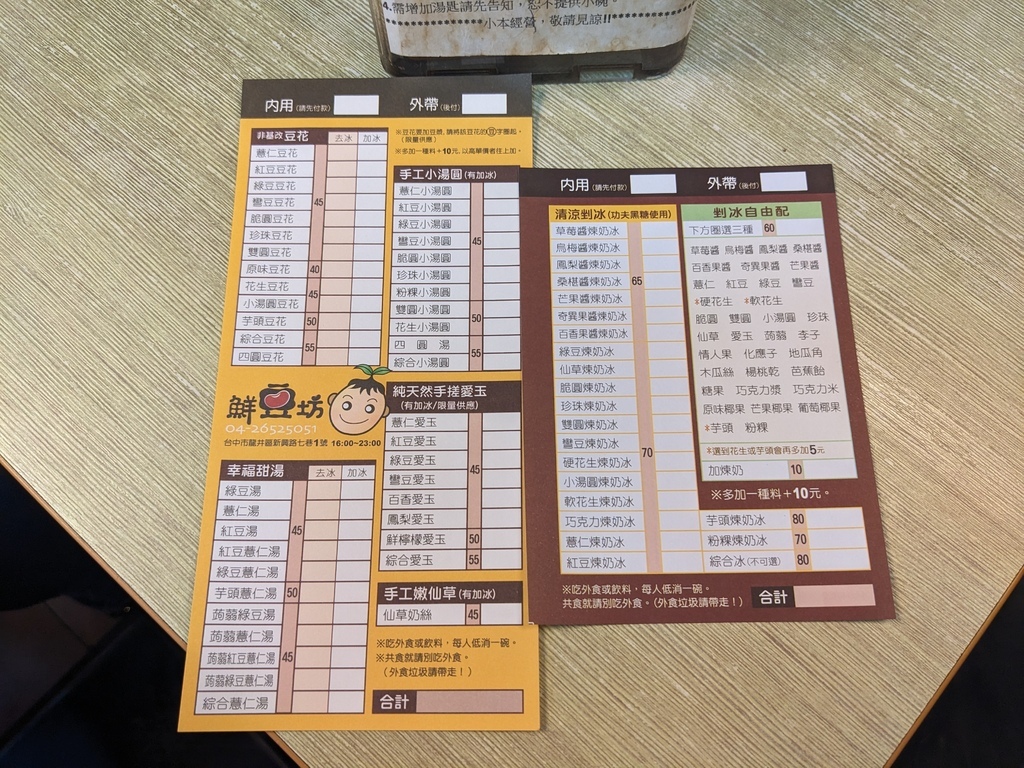 4.需增加湯匙請先告知，恕不提供小碗。
小本經營，敬請見諒!!
內用(請先付款) 外帶(後付)
非基改豆花 去冰 加冰
薏仁豆花
紅豆豆花
綠豆豆花
彎豆豆花 45
脆圓豆花
珍珠豆花
雙圓豆花
原味豆花 40
花生豆花 45
小湯圓豆花
芋頭豆花 50
綜合豆花 55
四圓豆花
※豆花要加豆漿，請將該豆花的豆字圈起。
(限量供應)
※多加一種料+10元，以高單價者往上加。
手工小湯圓(有加冰)
薏仁小湯圓
紅豆小湯圓
綠豆小湯圓
彎豆小湯圓 45
脆圓小湯圓
珍珠小湯圓
粉粿小湯圓
雙圓小湯圓 50
花生小湯圓
四圓湯 55
綜合小湯圓
鮮豆坊
04-26525051
台中市龍井區新興路七巷1號 16:00~23:00
純天然手搓愛玉
(有加冰/限量供應)
薏仁愛玉
紅豆愛玉
綠豆愛玉 45
彎豆愛玉
百香愛玉
鳳梨愛玉
鮮檸檬愛玉 50
綜合愛玉 55
幸福甜湯 去冰 加冰
綠豆湯
薏仁湯
紅豆湯 45
紅豆薏仁湯
綠豆薏仁湯
芋頭薏仁湯 50
蒟蒻綠豆湯
蒟蒻薏仁湯
蒟蒻紅豆薏仁湯 45
蒟蒻綠豆薏仁湯
綜合薏仁湯
手工嫩仙草(有加冰)
仙草奶絲 45
※吃外食或飲料，每人低消一碗。
※共食就請別吃外食。
(外食垃圾請帶走！)
合計
內用(請先付款) 外帶(後付)
清涼剉冰(功夫黑糖使用)
草莓醬煉奶冰
烏梅醬煉奶冰
鳳梨醬煉奶冰
桑椹醬煉奶冰 65
芒果醬煉奶冰
奇異果醬煉奶冰
百香果醬煉奶冰
綠豆煉奶冰
仙草煉奶冰
脆圓煉奶冰
珍珠煉奶冰
雙圓煉奶冰
彎豆煉奶冰 70
硬花生煉奶冰
小湯圓煉奶冰
軟花生煉奶冰
巧克力煉奶冰
薏仁煉奶冰
紅豆煉奶冰
剉冰自由配
下方圈選三種 60
草莓醬 烏梅醬 鳳梨醬 桑椹醬
百香果醬 奇異果醬 芒果醬
薏仁 紅豆 綠豆 彎豆
*硬花生 *軟花生
脆圓 雙圓 小湯圓 珍珠
仙草 愛玉 蒟蒻 李子
情人果 化應子 地瓜角
木瓜絲 楊桃乾 芭蕉飴
糖果 巧克力漿 巧克力米
原味椰果 芒果椰果 葡萄椰果
*芋頭 粉粿
*選到花生或芋頭會再多加5元
加煉奶 10
※多加一種料+10元。
芋頭煉奶冰 80
粉粿煉奶冰 70
綜合冰(不可選) 80
※吃外食或飲料，每人低消一碗。
共食就請別吃外食。(外食垃圾請帶走！)
合計